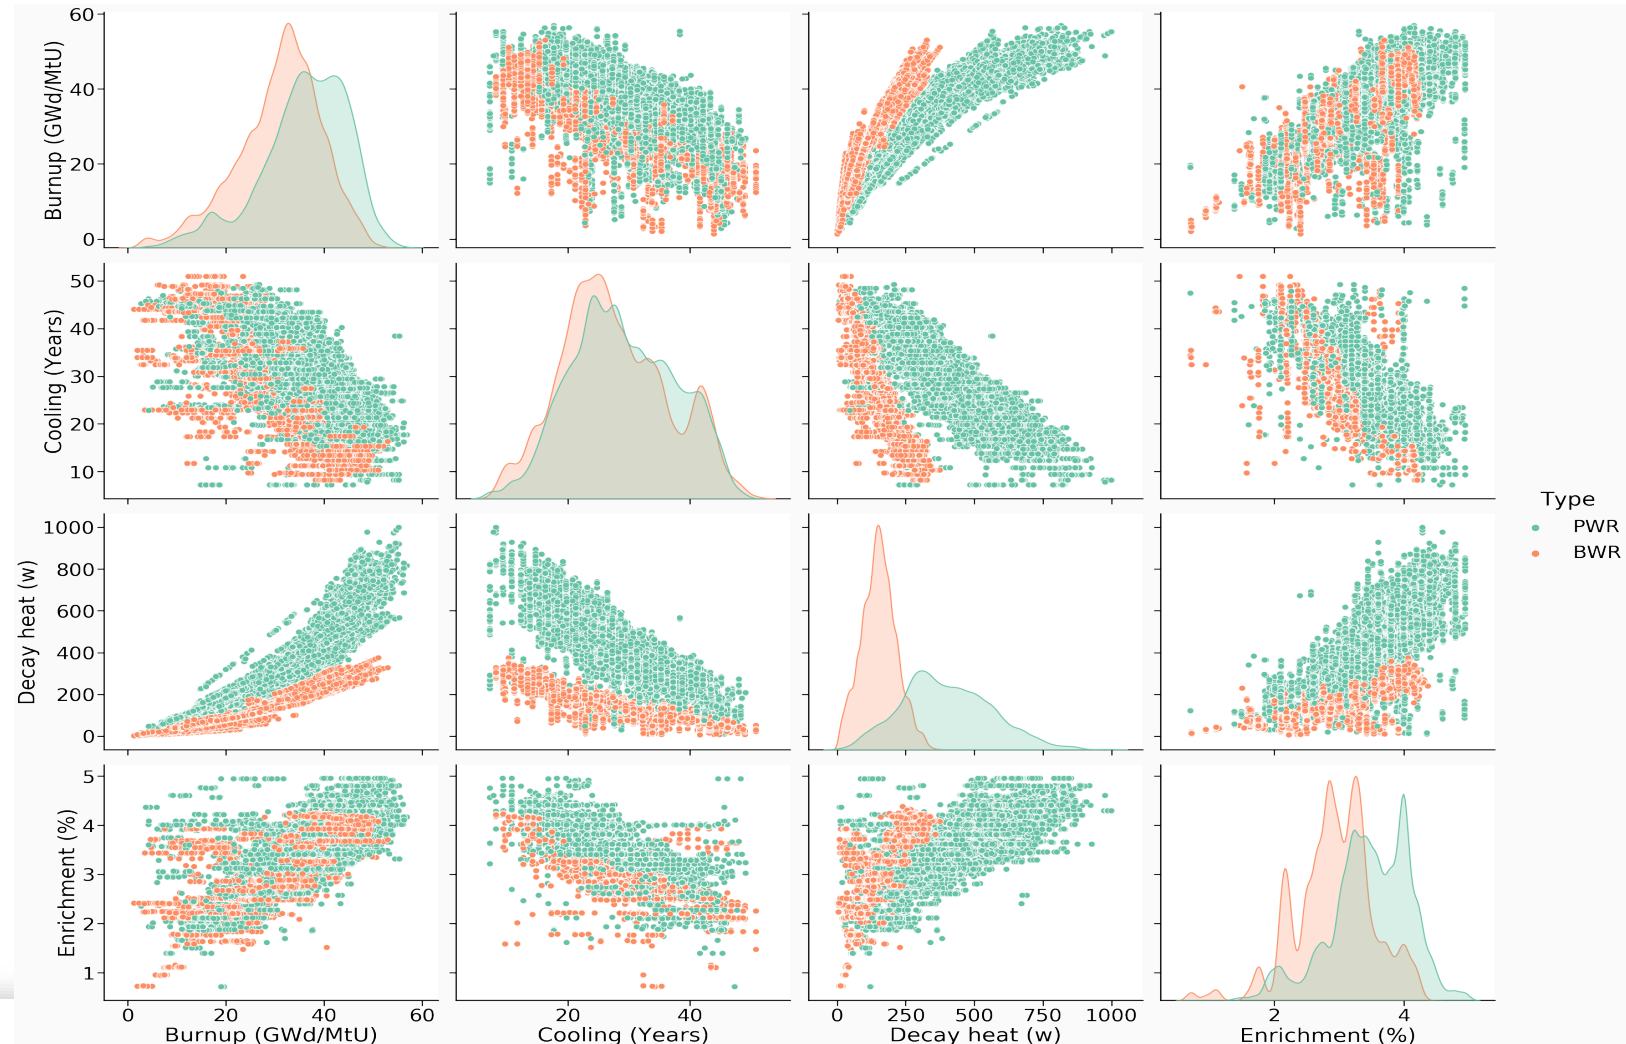 60
40
20
0
Burnup (GWd/MtU)
50
40
30
20
10
Cooling (Years)
1000
800
600
400
200
0
Decay heat (w)
5
4
3
2
1
Enrichment (%)
0 20 40 60
Burnup (GWd/MtU)
20 40
Cooling (Years)
0 250 500 750 1000
Decay heat (w)
2 4
Enrichment (%)
Type
PWR
BWR